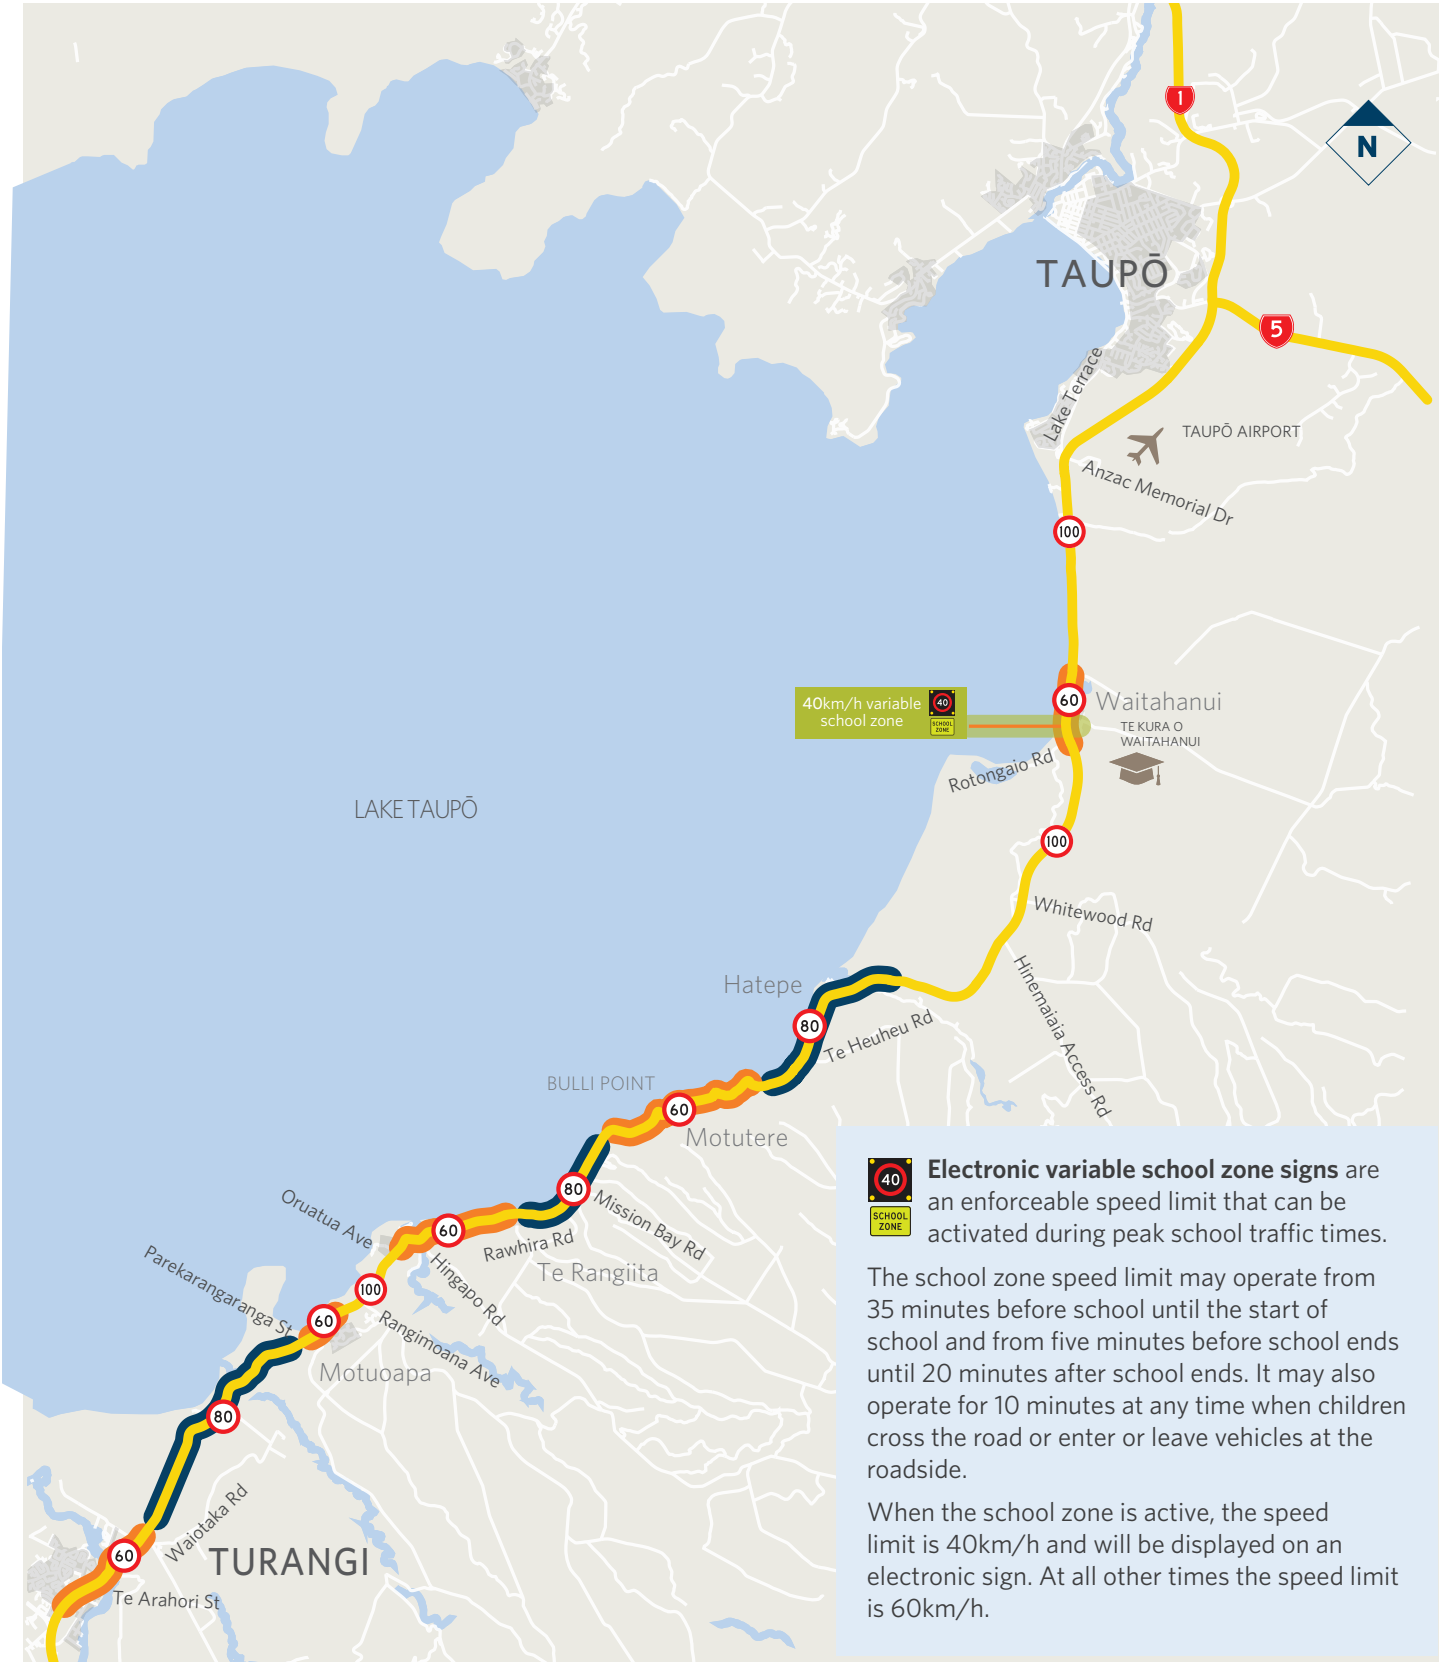 1
N
TAUPŌ
5
Lake Terrace
TAUPŌ AIRPORT
Anzac Memorial Dr
100
40km/h variable
school zone
40
SCHOOL
ZONE
60
Waitahanui
TE KURA O
WAITAHANUI
Rotongaio Rd
LAKE TAUPŌ
100
Whitewood Rd
Hinemaiaia Access Rd
Hatepe
80
Te Heuheu Rd
BULLI POINT
60
Motutere
80
Mission Bay Rd
Oruatua Ave
60
Rawhira Rd
Te Rangiita
Hingapo Rd
Parekarangaranga St
100
60
Rangimoana Ave
Motuoapa
80
Waiotaka Rd
60
TURANGI
Te Arahori St
40
SCHOOL
ZONE
Electronic variable school zone signs are
an enforceable speed limit that can be
activated during peak school traffic times.
The school zone speed limit may operate from
35 minutes before school until the start of
school and from five minutes before school ends
until 20 minutes after school ends. It may also
operate for 10 minutes at any time when children
cross the road or enter or leave vehicles at the
roadside.
When the school zone is active, the speed
limit is 40km/h and will be displayed on an
electronic sign. At all other times the speed limit
is 60km/h.